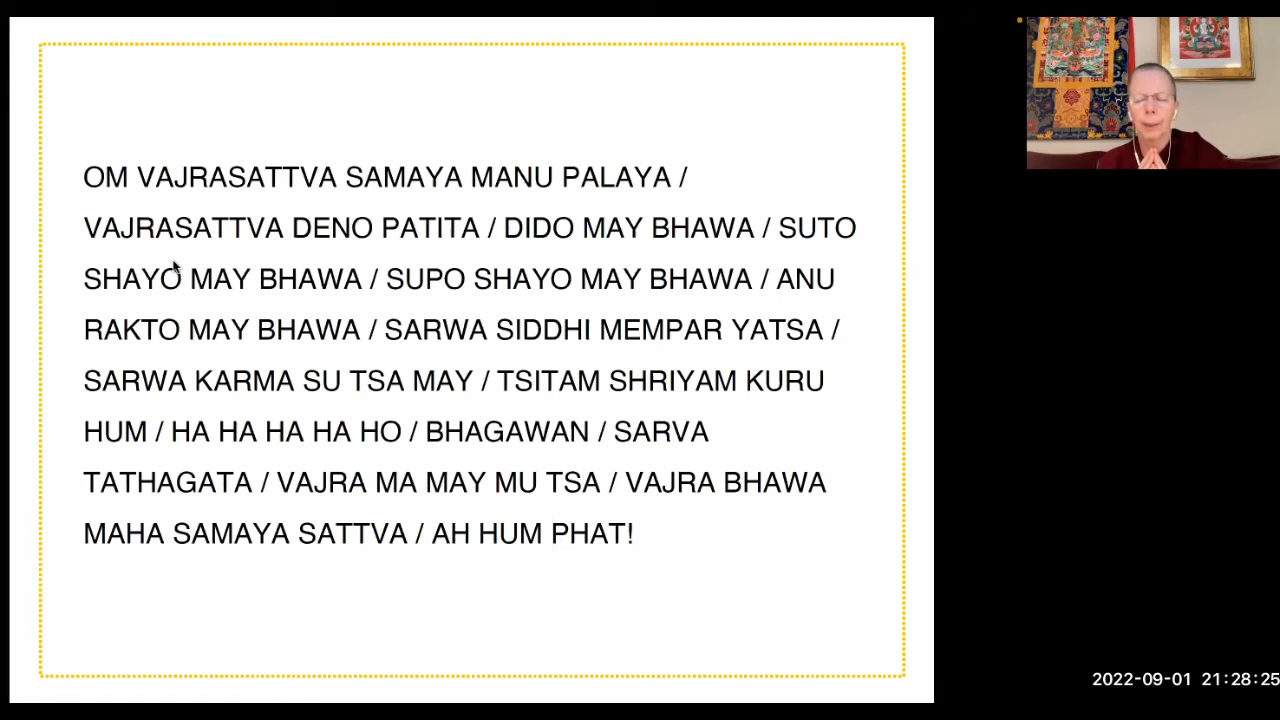 OM VAJRASATTVA SAMAYA MANU PALAYA /
VAJRASATTVA DENO PATITA / DIDO MAY BHAWA / SUTO
SHAYO MAY BHAWA / SUPO SHAYO MAY BHAWA / ANU
RAKTO MAY BHAWA / SARWA SIDDHI MEMPAR YATSA /
SARWA KARMA SU TSA MAY / TSITAM SHRIYAM KURU
HUM / HA HA HA HA HO / BHAGAWAN / SARVA
TATHAGATA / VAJRA MA MAY MU TSA / VAJRA BHAWA
MAHA SAMAYA SATTVA / AH HUM PHAT!
2022-09-01 21:28:25